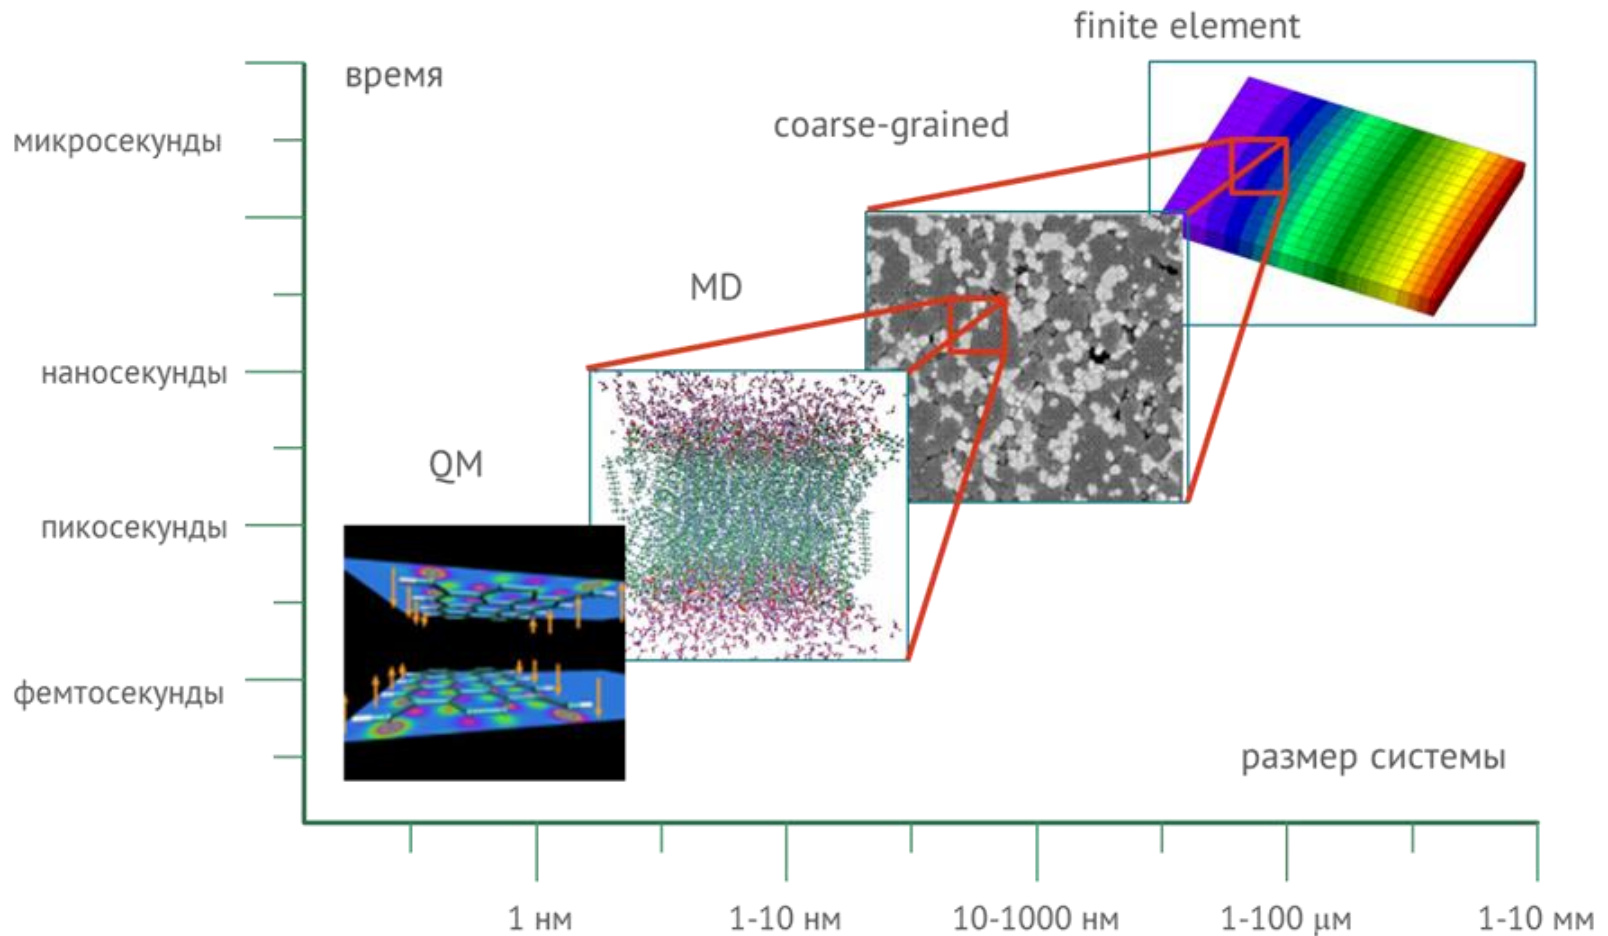 finite element
время
coarse-grained
микросекунды
MD
наносекунды
QM
пикосекунды
фемтосекунды
размер системы
1 нм
1-10 нм
10-1000 нм
1-100 μм
1-10 мм